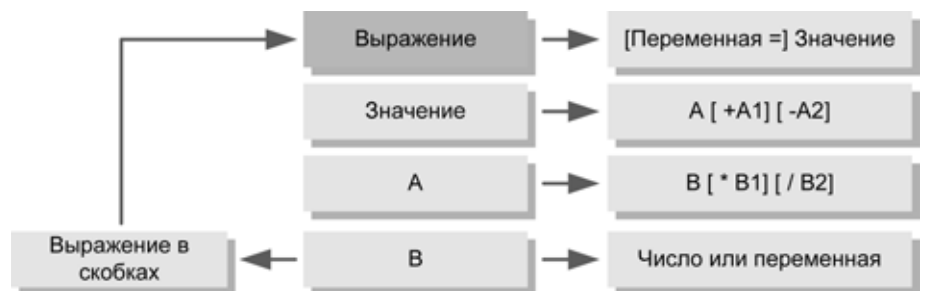 Выражение
[Переменная =] Значение
Значение
A [ +A1] [ -A2]
A
B [ * B1] [ / B2]
Выражение в
скобках
B
Число или переменная